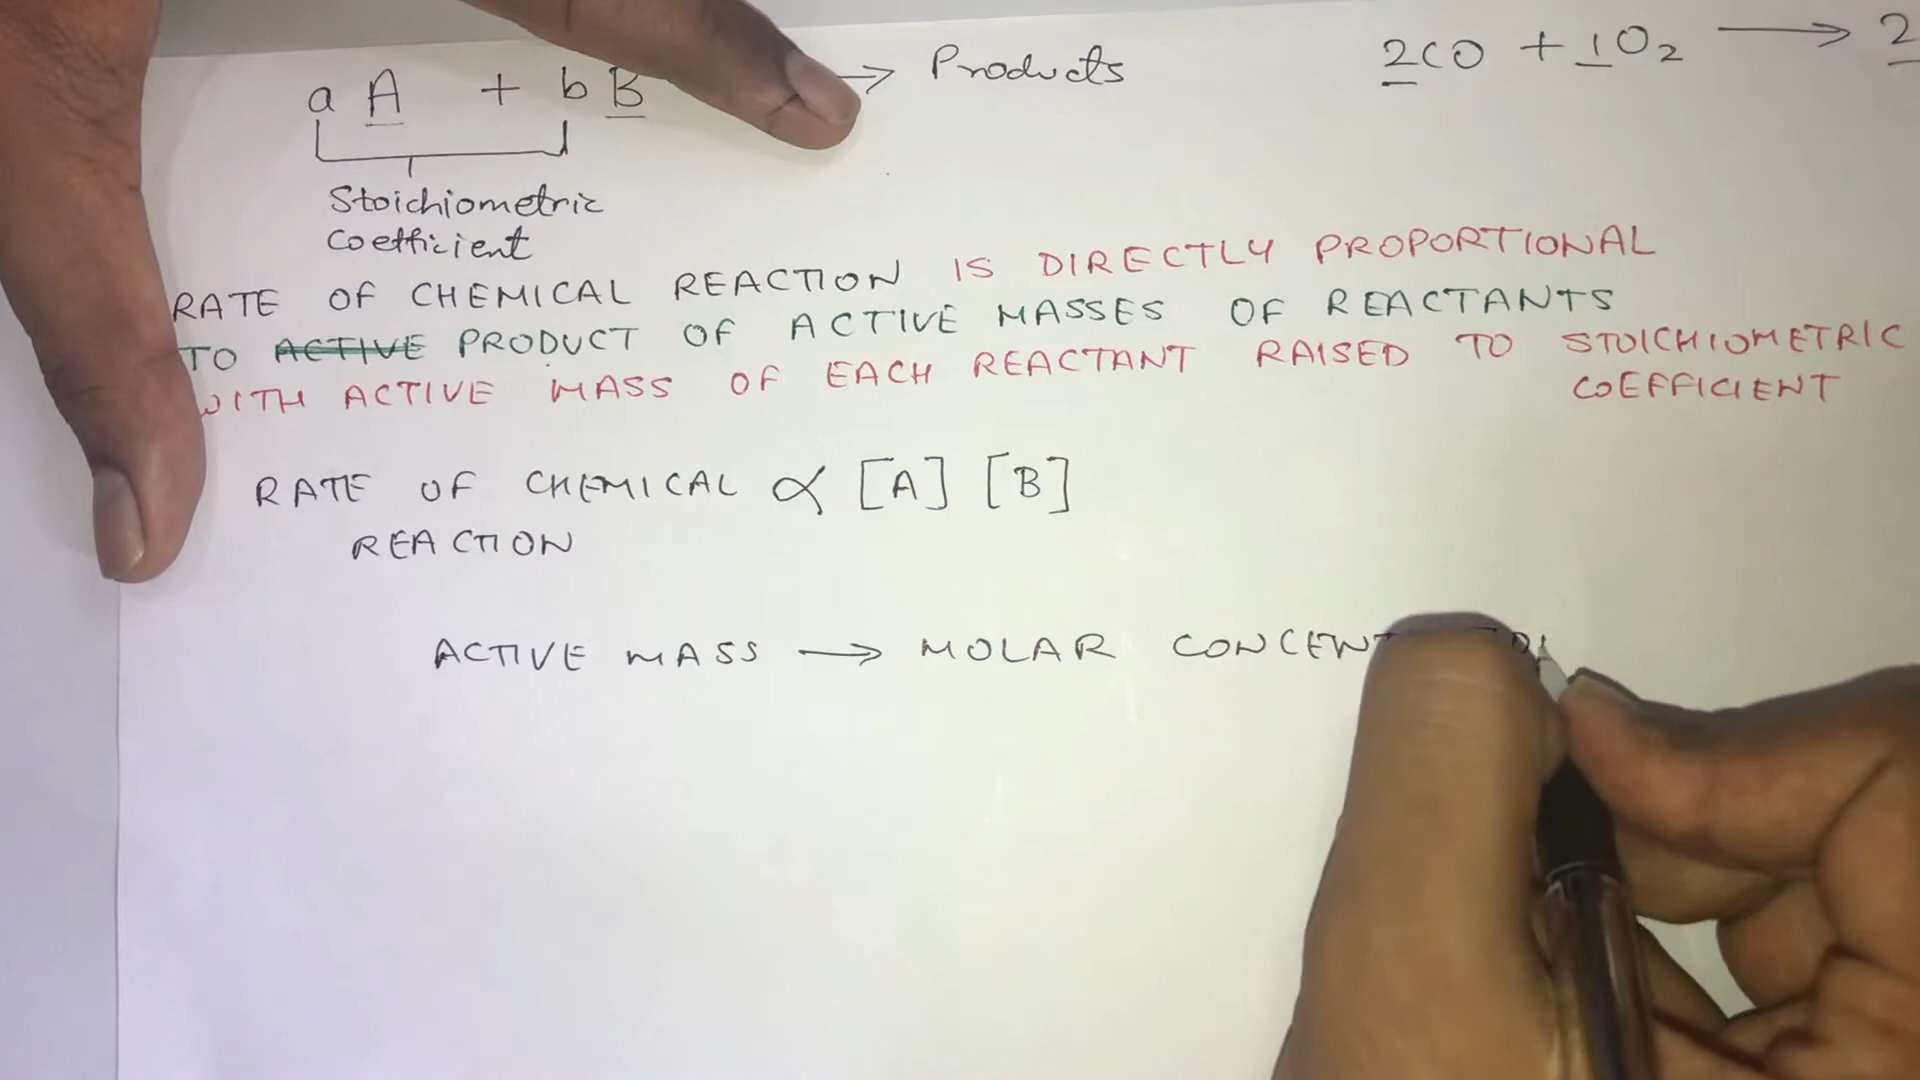 a A + b B → Products
2CO + 1O₂ → 2
Stoichiometric
Coefficient
RATE OF CHEMICAL REACTION IS DIRECTLY PROPORTIONAL
TO ACTIVE PRODUCT OF ACTIVE MASSES OF REACTANTS
WITH ACTIVE MASS OF EACH REACTANT RAISED TO STOICHIOMETRIC
COEFFICIENT
RATE OF CHEMICAL ∝ [A] [B]
REACTION
ACTIVE MASS → MOLAR